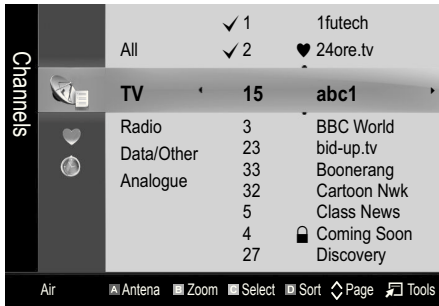 Channels
✓ 1 1futech
All ✓ 2 ♥ 24ore.tv
TV 15 abc1
Radio 3 BBC World
Data/Other 23 bid-up.tv
Analogue 33 Boonerang
32 Cartoon Nwk
5 Class News
4 Coming Soon
27 Discovery
Air A Antena B Zoom C Select D Sort Page Tools